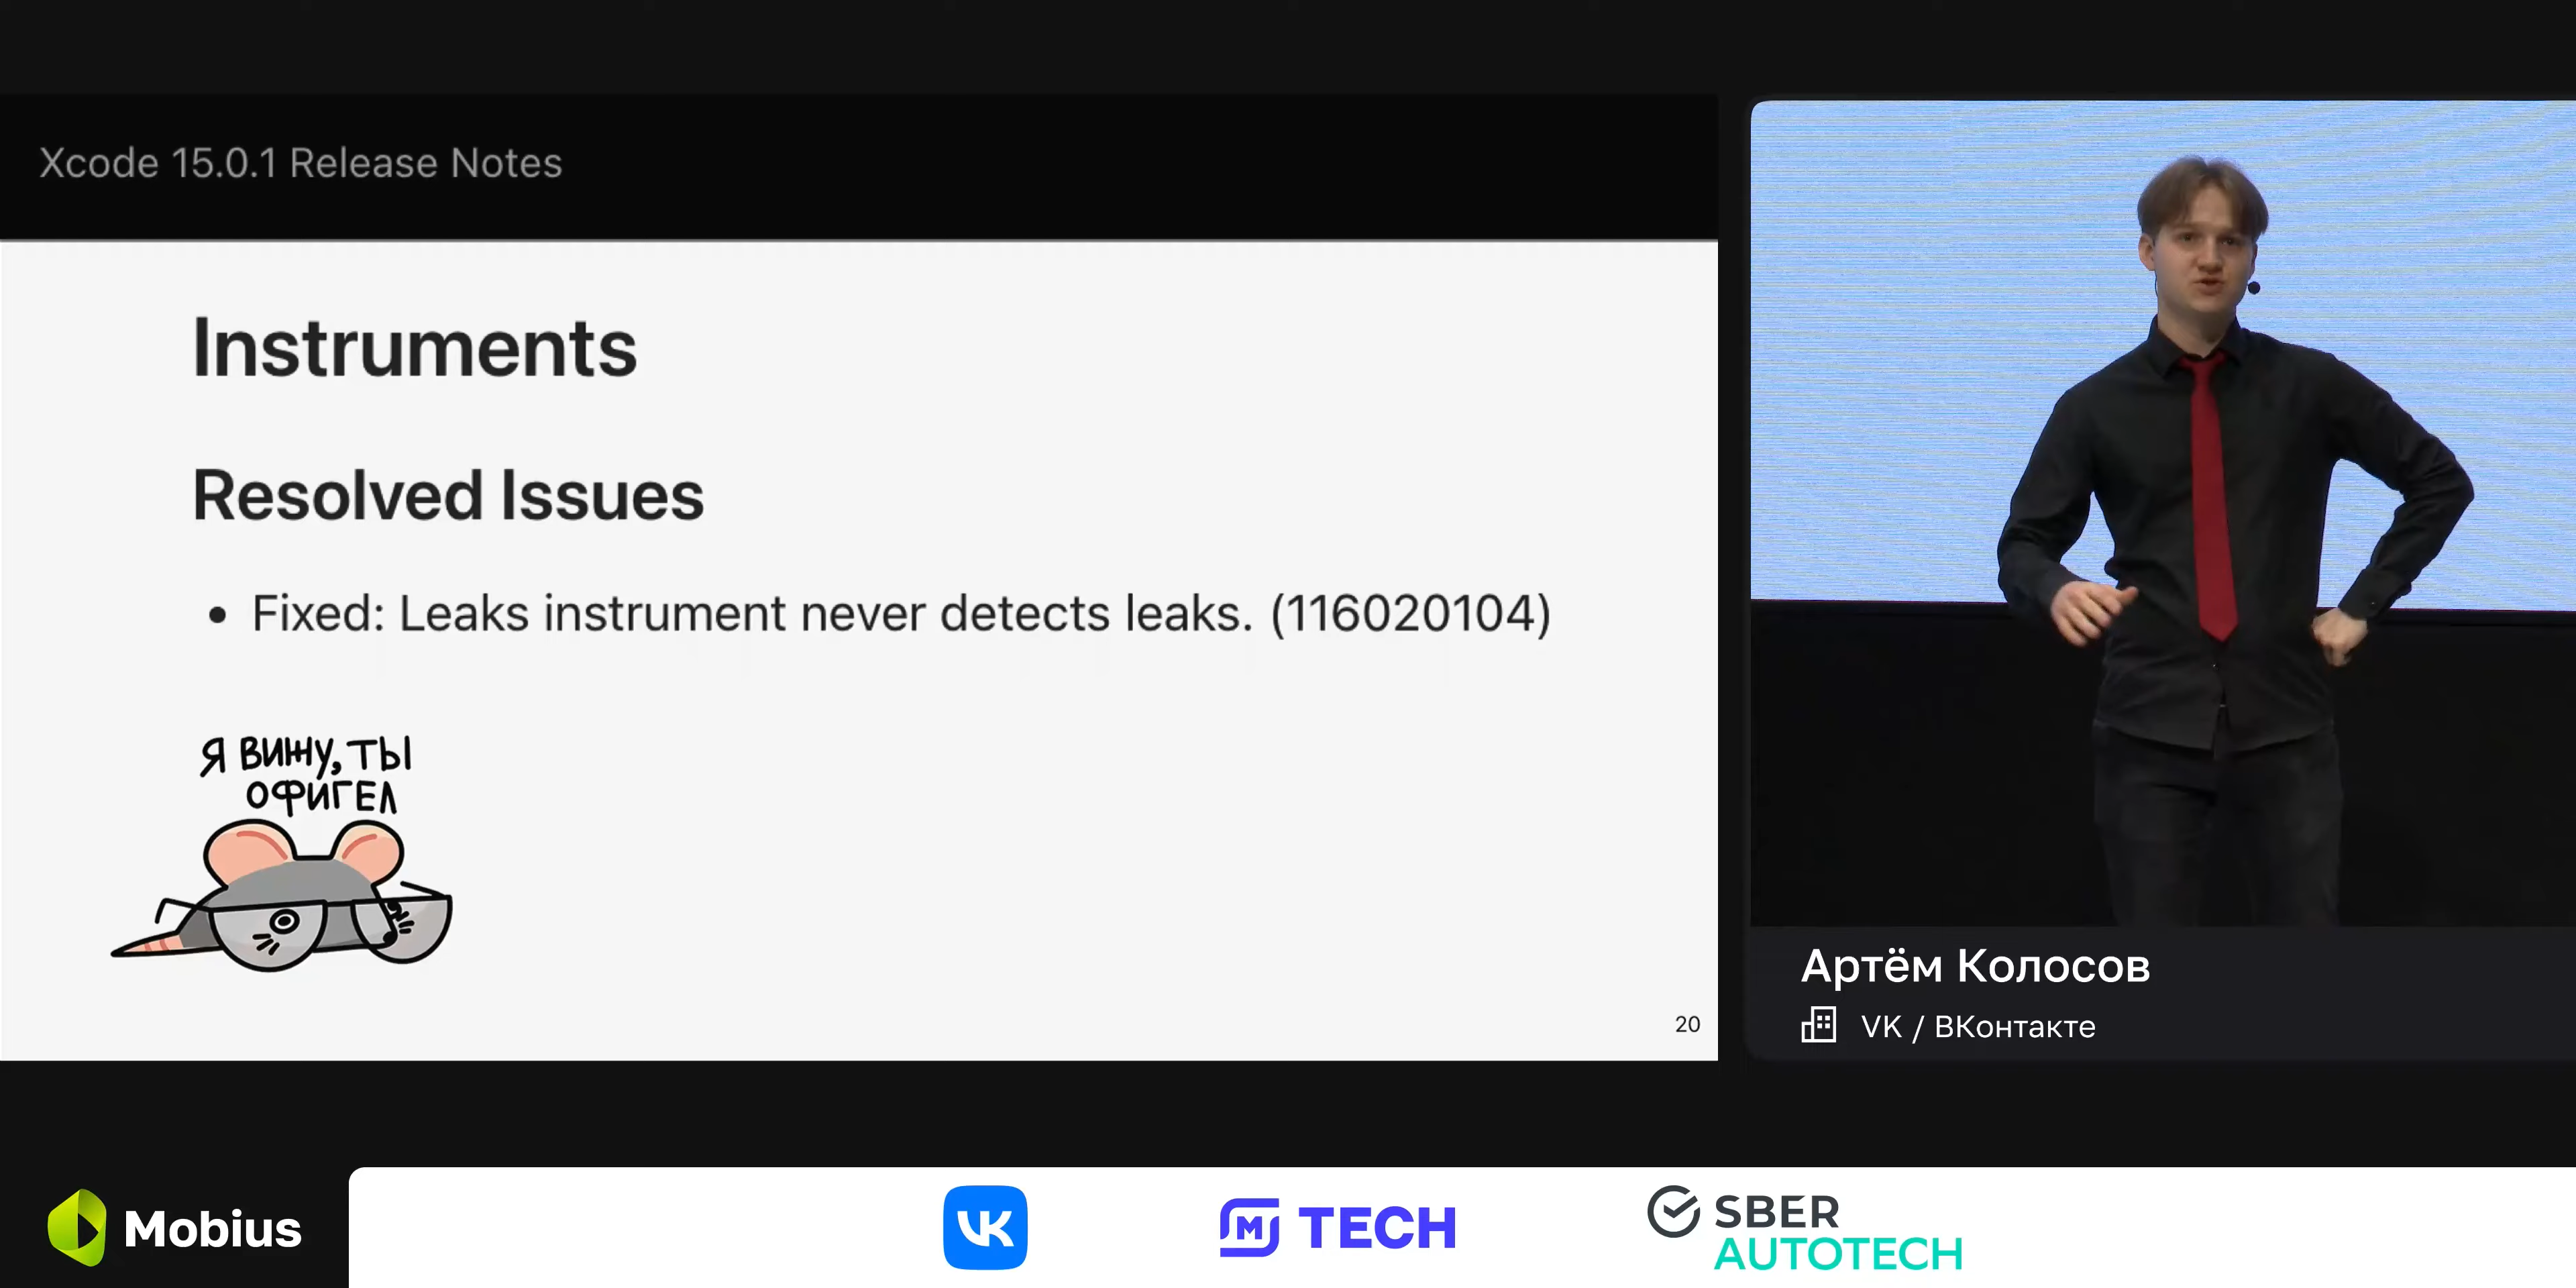 Xcode 15.0.1 Release Notes
Instruments
Resolved Issues
• Fixed: Leaks instrument never detects leaks. (116020104)
Я ВИЖУ, ТЫ
ОФИГЕЛ
20
Артём Колосов
VK / ВКонтакте
Mobius
VK
M TECH
SBER
AUTOTECH